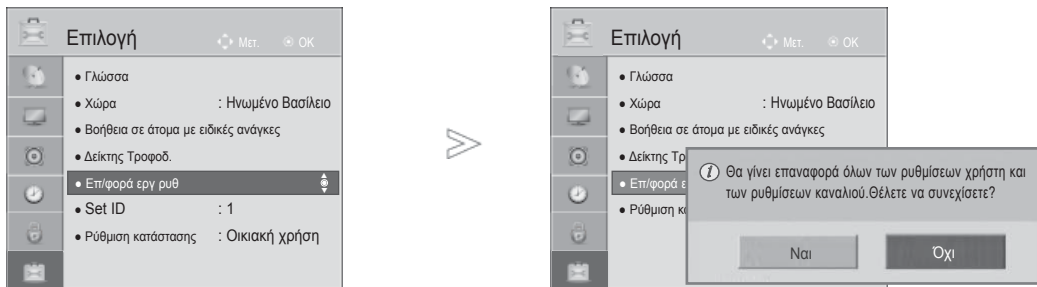 Επιλογή Μετ. OK
● Γλώσσα
● Χώρα : Ηνωμένο Βασίλειο
● Βοήθεια σε άτομα με ειδικές ανάγκες
● Δείκτης Τροφοδ.
● Επ/φορά εργ ρυθ
● Set ID : 1
● Ρύθμιση κατάστασης : Οικιακή χρήση
Επιλογή Μετ. OK
● Γλώσσα
● Χώρα : Ηνωμένο Βασίλειο
● Βοήθεια σε άτομα με ειδικές ανάγκες
● Δείκτης Τρ
● Επ/φορά ε
● Ρύθμιση κ
Θα γίνει επαναφορά όλων των ρυθμίσεων χρήστη και
των ρυθμίσεων καναλιού.Θέλετε να συνεχίσετε?
Ναι Όχι